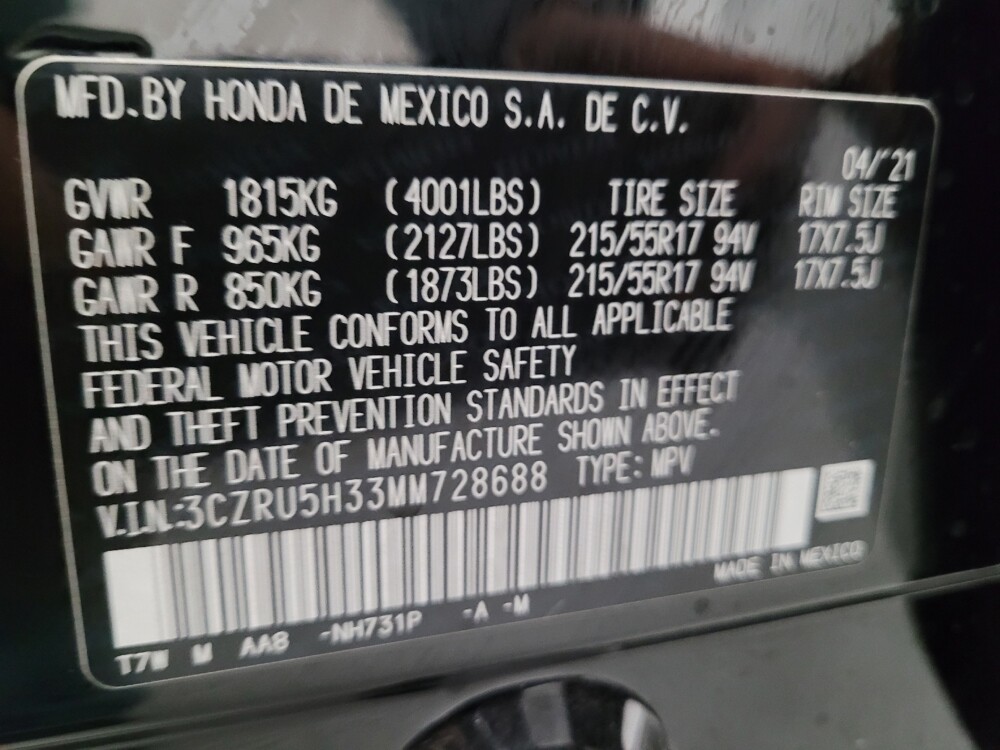 MFD.BY HONDA DE MEXICO S.A. DE C.V.
04/'21
GVWR 1815KG (4001LBS) TIRE SIZE RIM SIZE
GAWR F 965KG (2127LBS) 215/55R17 94V 17X7.5J
GAWR R 850KG (1873LBS) 215/55R17 94V 17X7.5J
THIS VEHICLE CONFORMS TO ALL APPLICABLE
FEDERAL MOTOR VEHICLE SAFETY
AND THEFT PREVENTION STANDARDS IN EFFECT
ON THE DATE OF MANUFACTURE SHOWN ABOVE.
V.I.N.:3CZRU5H33MM728688 TYPE: MPV
MADE IN MEXICO
T7W M AA8 -NH731P -A -M